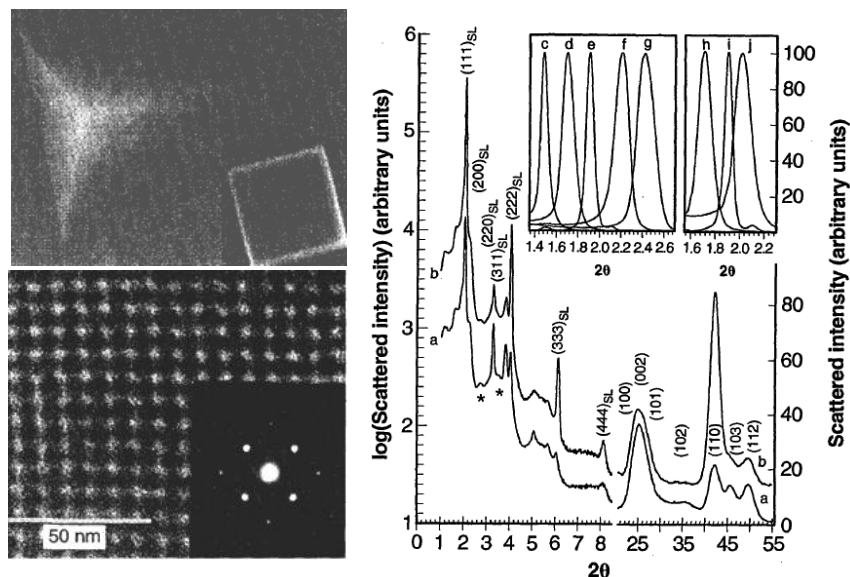 50 nm
log(Scattered intensity) (arbitrary units)
6
5
4
3
2
1
b
a
(111)SL
(200)SL
(220)SL
(311)SL
(222)SL
(333)SL
(444)SL
*
*
(100)
(002)
(101)
(102)
(110)
(103)
(112)
b
a
c d e f g
1.4 1.6 1.8 2.0 2.2 2.4 2.6
2θ
h i j
1.6 1.8 2.0 2.2
2θ
100
80
60
40
20
80
60
40
20
0
Scattered intensity (arbitrary units)
0 1 2 3 4 5 6 7 8 25 35 45 55
2θ